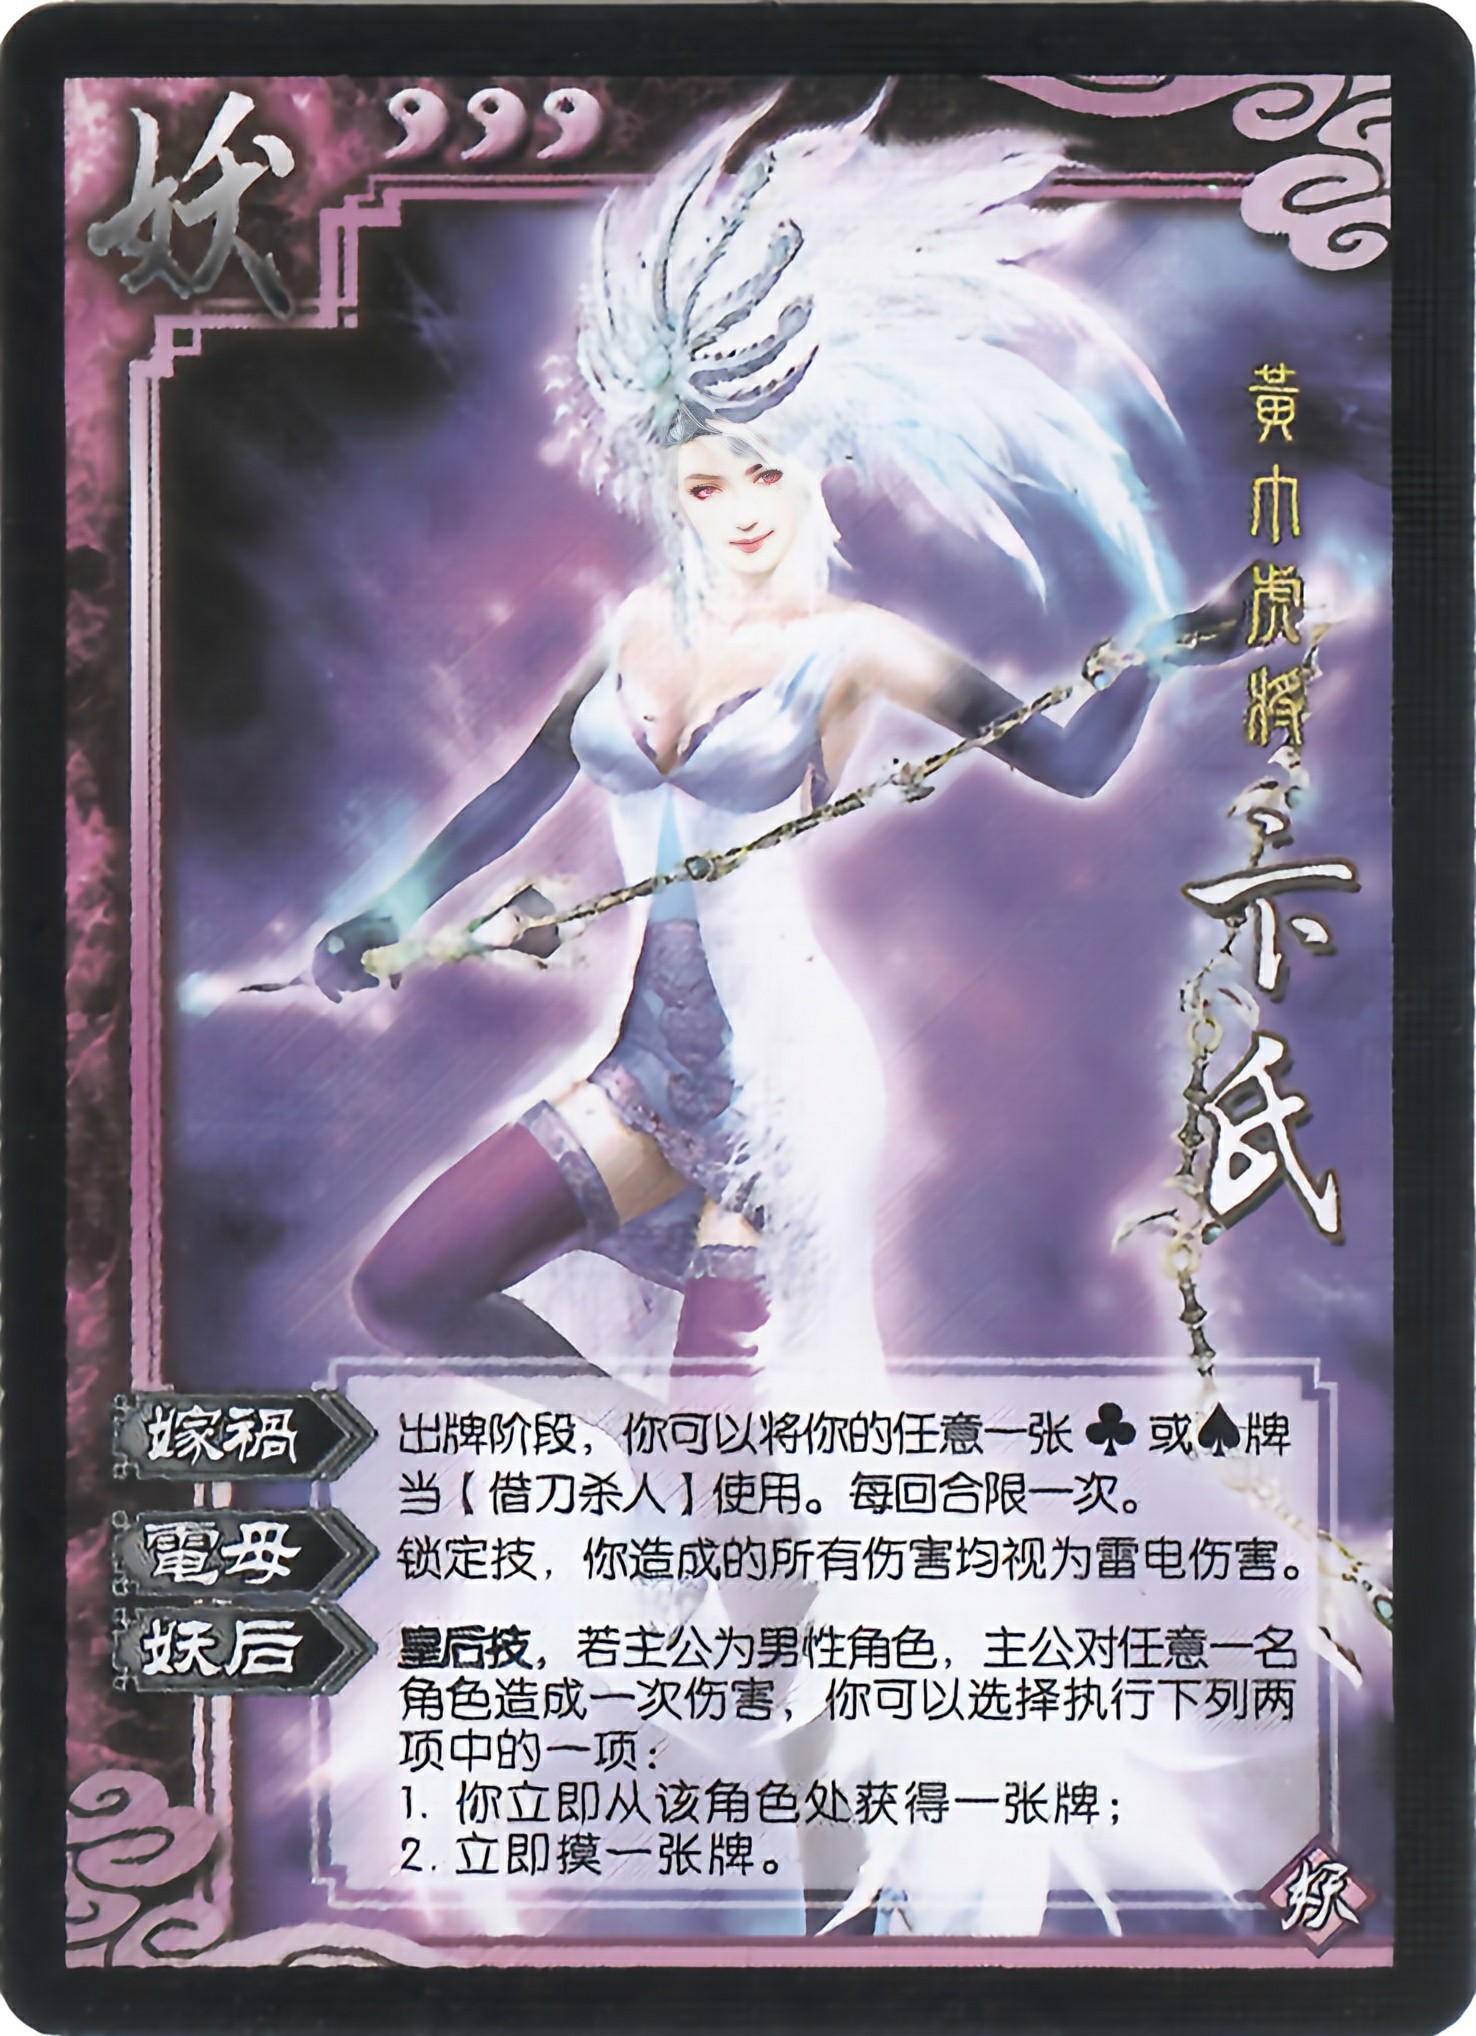 妖
黃巾虎將
卞氏
嫁禍
出牌阶段，你可以将你的任意一张♣或♠牌
当【借刀杀人】使用。每回合限一次。
電母
锁定技，你造成的所有伤害均视为雷电伤害。
妖后
皇后技，若主公为男性角色，主公对任意一名
角色造成一次伤害，你可以选择执行下列两
项中的一项：
1. 你立即从该角色处获得一张牌；
2. 立即摸一张牌。
妖